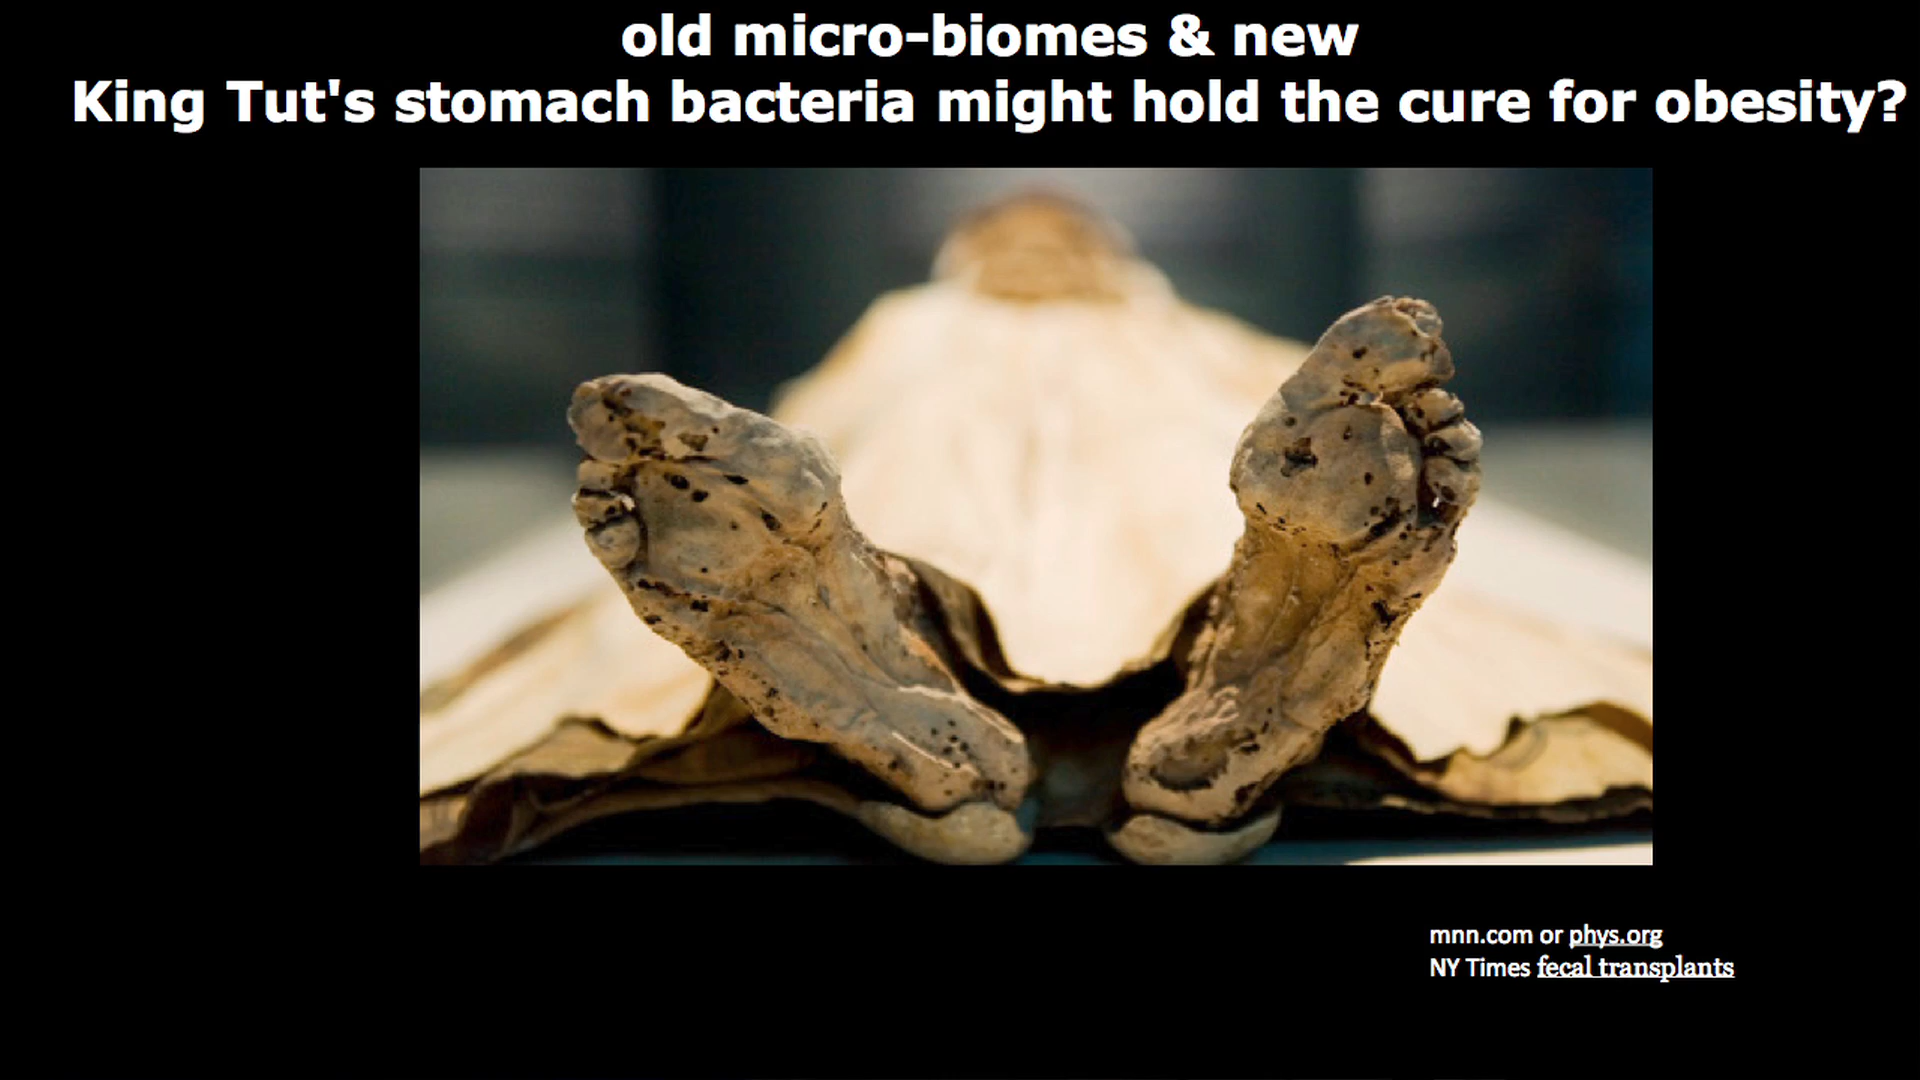 old micro-biomes & new
King Tut's stomach bacteria might hold the cure for obesity?
mnn.com or phys.org
NY Times fecal transplants